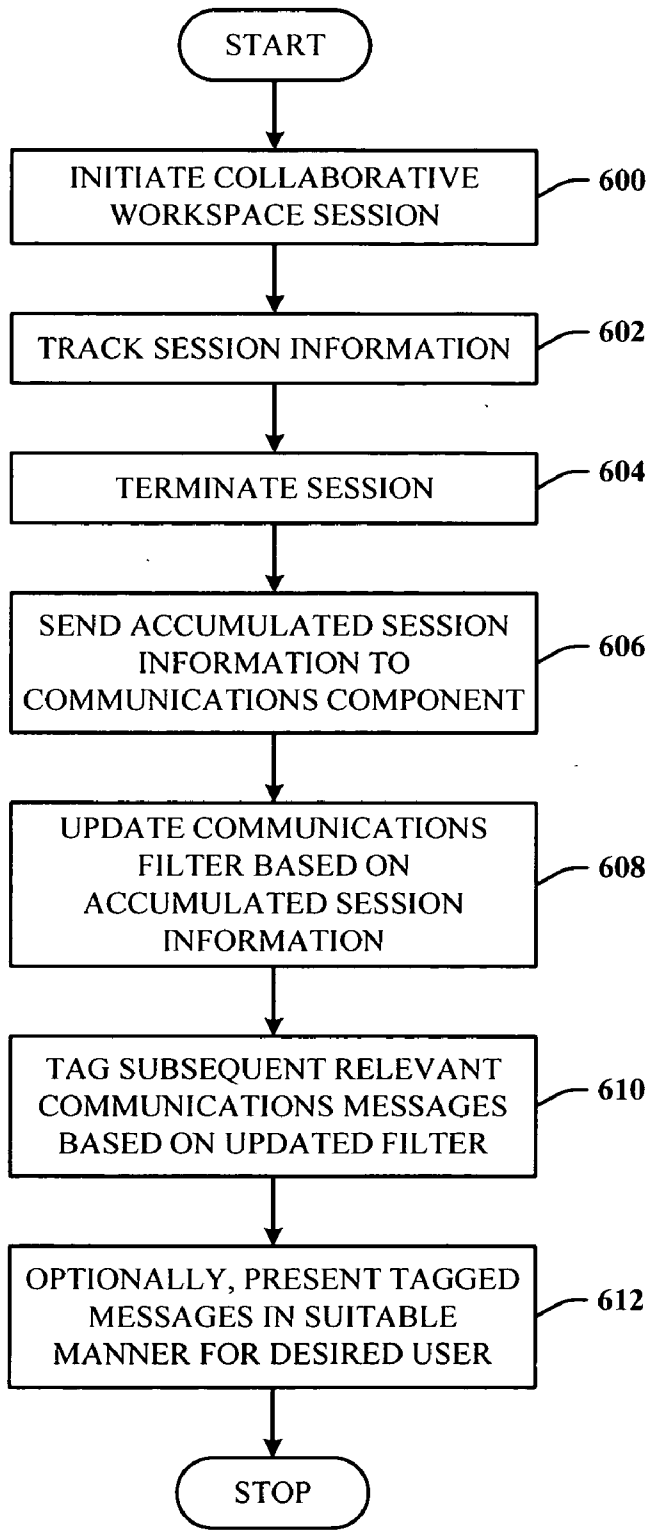 START
INITIATE COLLABORATIVE
WORKSPACE SESSION
600
TRACK SESSION INFORMATION
602
TERMINATE SESSION
604
SEND ACCUMULATED SESSION
INFORMATION TO
COMMUNICATIONS COMPONENT
606
UPDATE COMMUNICATIONS
FILTER BASED ON
ACCUMULATED SESSION
INFORMATION
608
TAG SUBSEQUENT RELEVANT
COMMUNICATIONS MESSAGES
BASED ON UPDATED FILTER
610
OPTIONALLY, PRESENT TAGGED
MESSAGES IN SUITABLE
MANNER FOR DESIRED USER
612
STOP